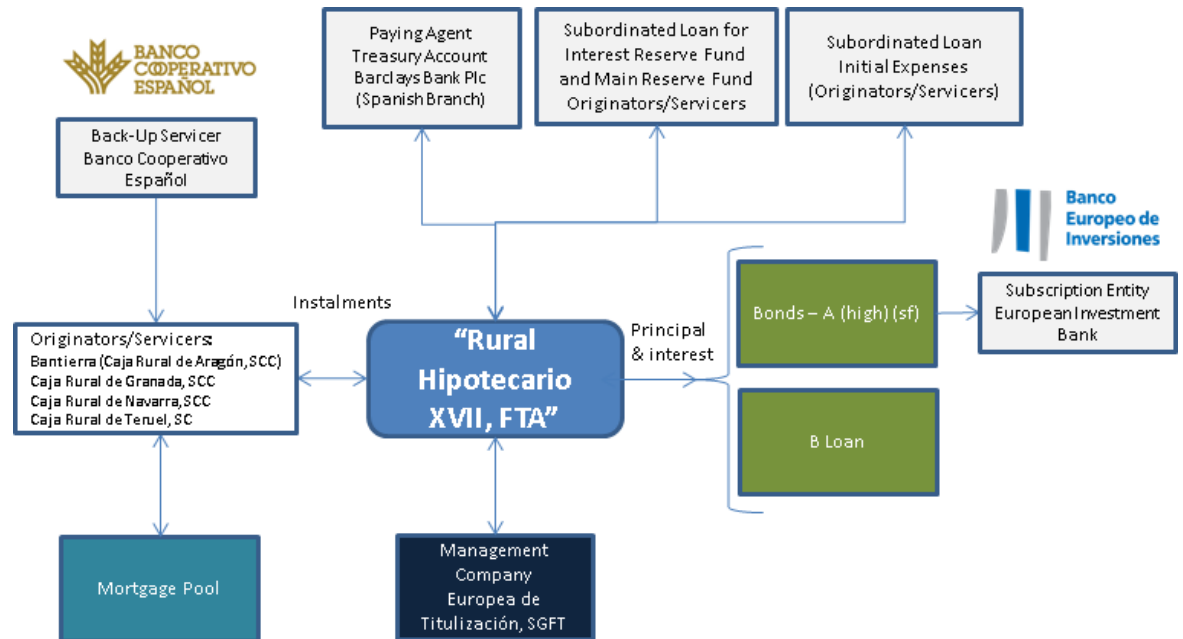 BANCO
COOPERATIVO
ESPAÑOL
Back-Up Servicer
Banco Cooperativo
Español
Paying Agent
Treasury Account
Barclays Bank Plc
(Spanish Branch)
Subordinated Loan for
Interest Reserve Fund
and Main Reserve Fund
Originators/Servicers
Subordinated Loan
Initial Expenses
(Originators/Servicers)
Banco
Europeo de
Inversiones
Instalments
Originators/Servicers:
Bantierra (Caja Rural de Aragón, SCC)
Caja Rural de Granada, SCC
Caja Rural de Navarra, SCC
Caja Rural de Teruel, SC
“Rural
Hipotecario
XVII, FTA”
Principal
& interest
Bonds – A (high) (sf)
Subscription Entity
European Investment
Bank
B Loan
Mortgage Pool
Management
Company
Europea de
Titulización, SGFT